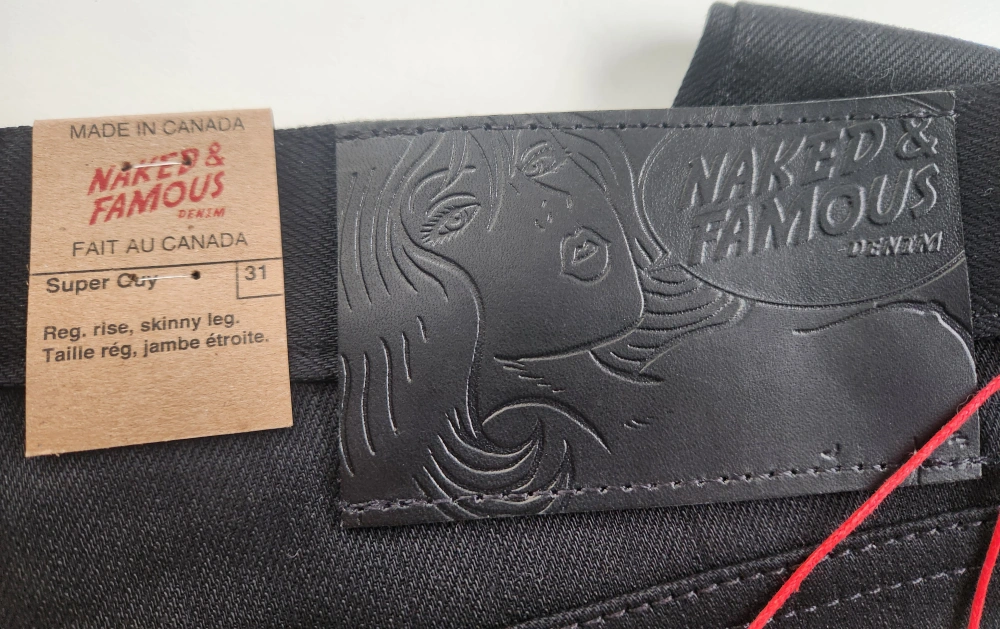 MADE IN CANADA
NAKED &
FAMOUS
DENIM
FAIT AU CANADA
Super Guy
31
Reg. rise, skinny leg.
Taille rég, jambe étroite.
NAKED &
FAMOUS
DENIM